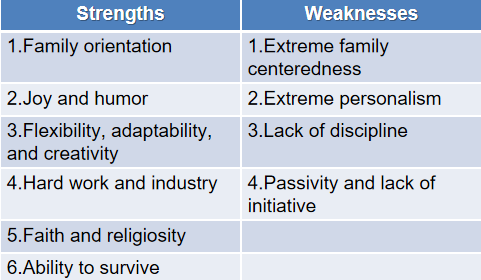 Strengths Weaknesses
1.Family orientation 1.Extreme family
centeredness
2.Joy and humor 2.Extreme personalism
3.Flexibility, adaptability, 3.Lack of discipline
and creativity
4.Hard work and industry 4.Passivity and lack of
initiative
5.Faith and religiosity
6.Ability to survive